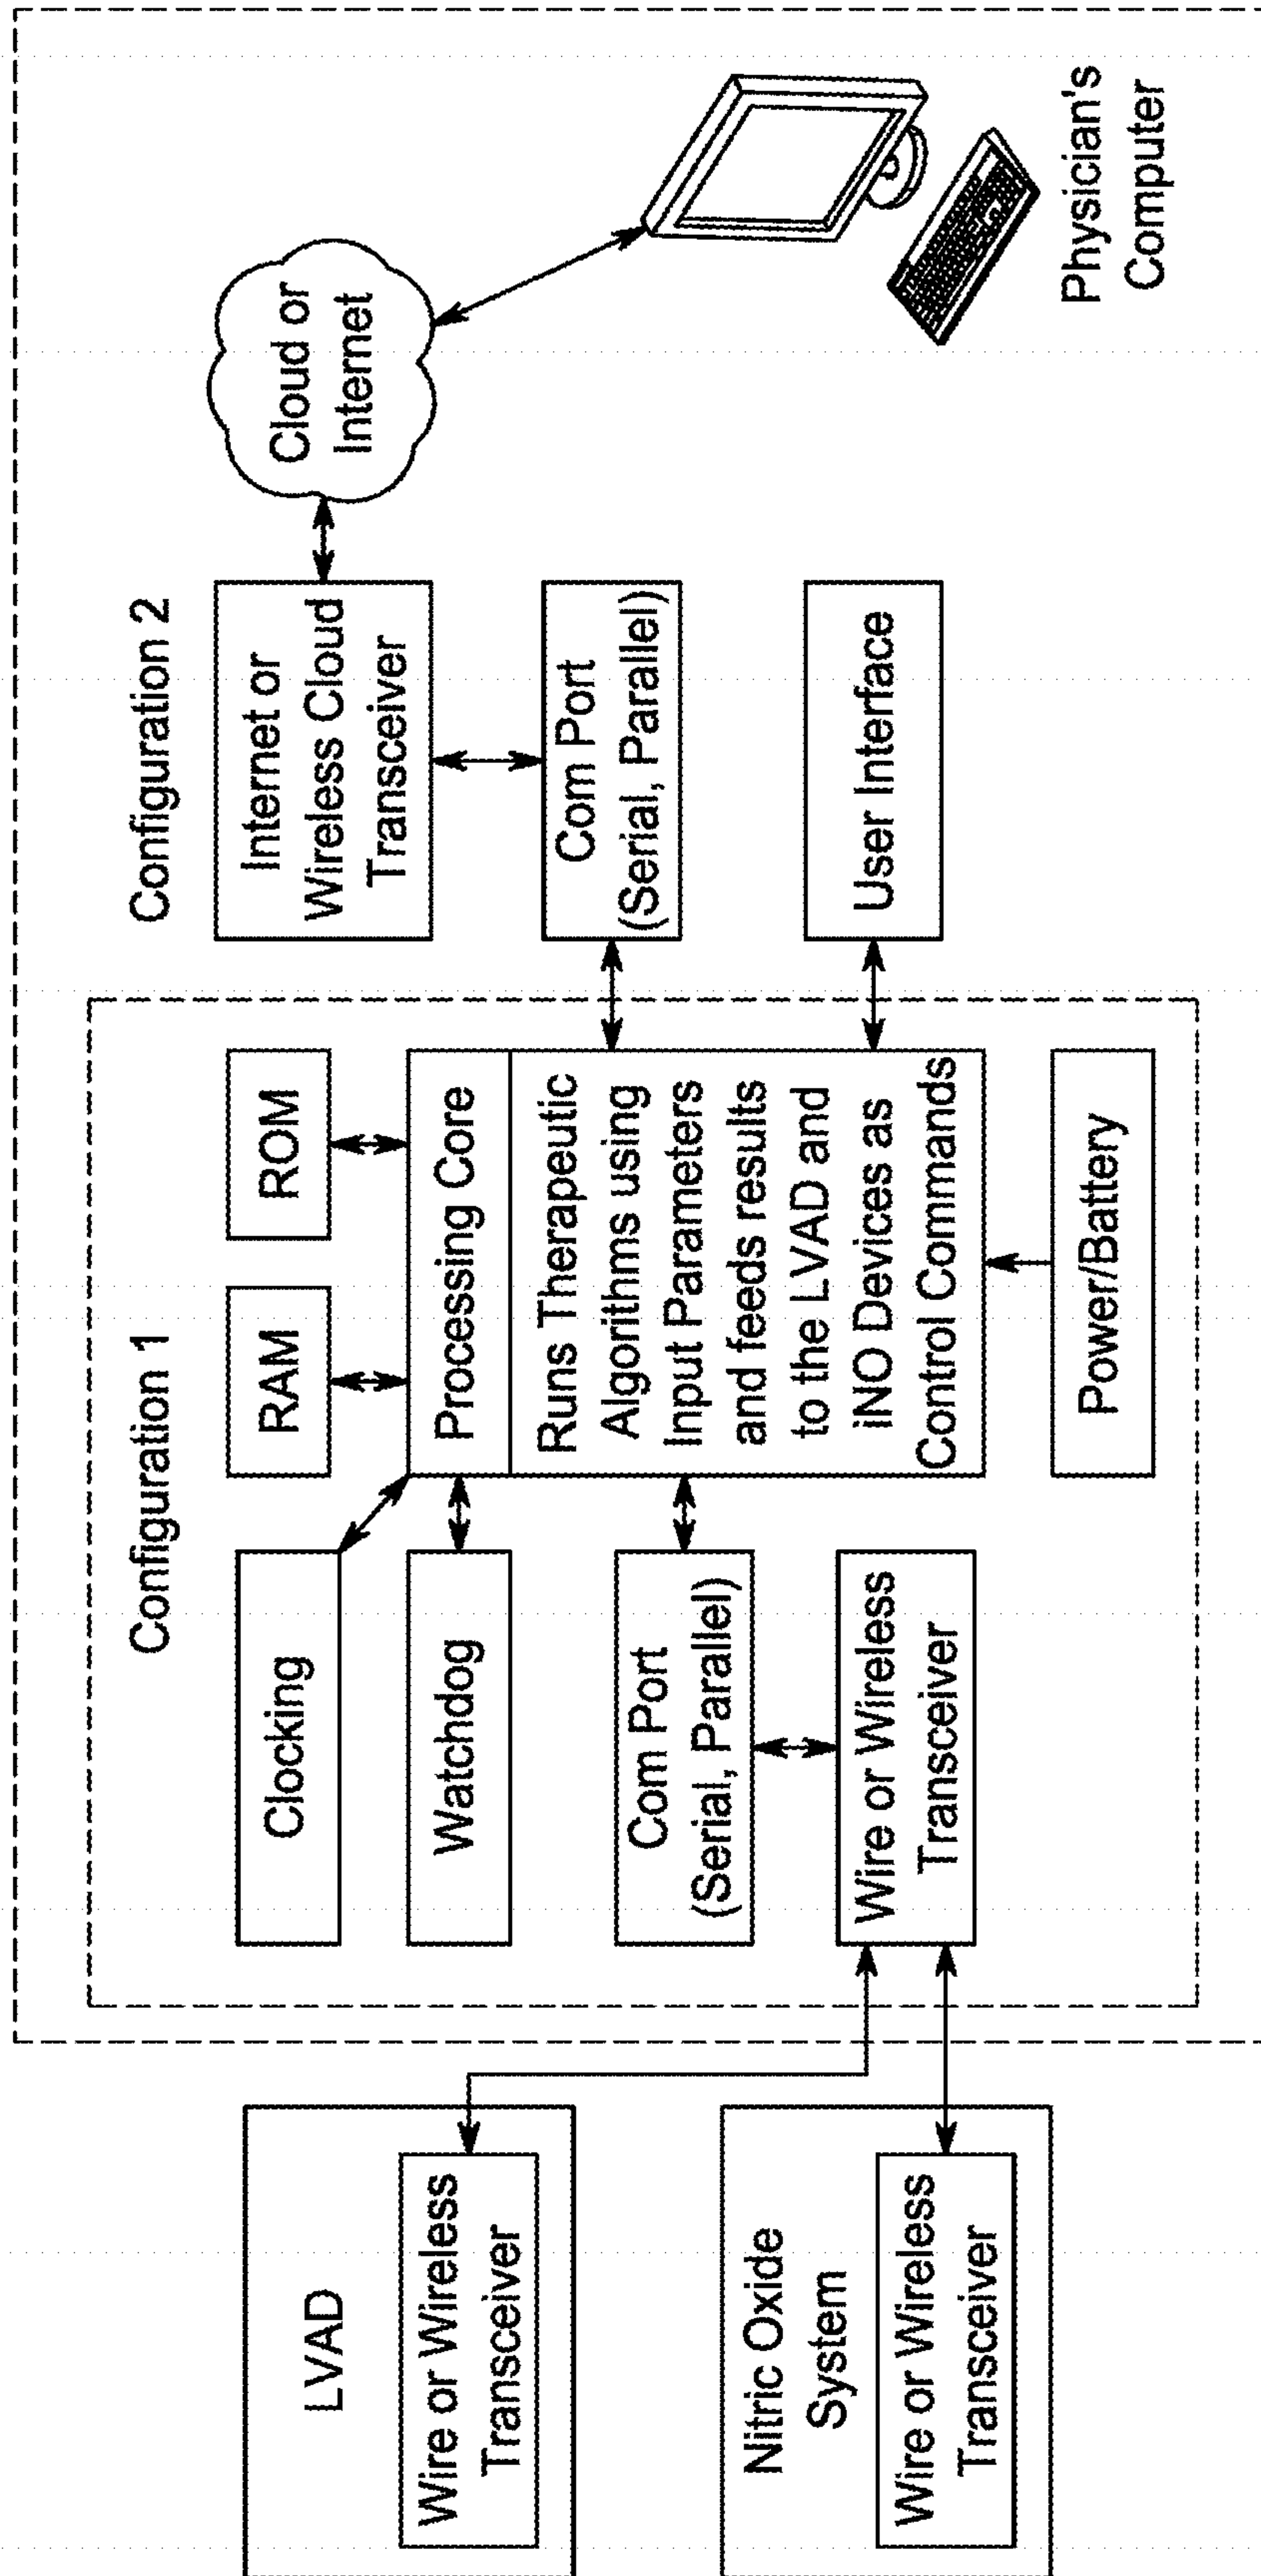 LVAD
Wire or Wireless
Transceiver
Nitric Oxide
System
Wire or Wireless
Transceiver
Configuration 1
Clocking
Watchdog
Com Port
(Serial, Parallel)
Wire or Wireless
Transceiver
RAM
ROM
Processing Core
Runs Therapeutic
Algorithms using
Input Parameters
and feeds results
to the LVAD and
iNO Devices as
Control Commands
Power/Battery
Configuration 2
Internet or
Wireless Cloud
Transceiver
Com Port
(Serial, Parallel)
User Interface
Cloud or
Internet
Physician's
Computer